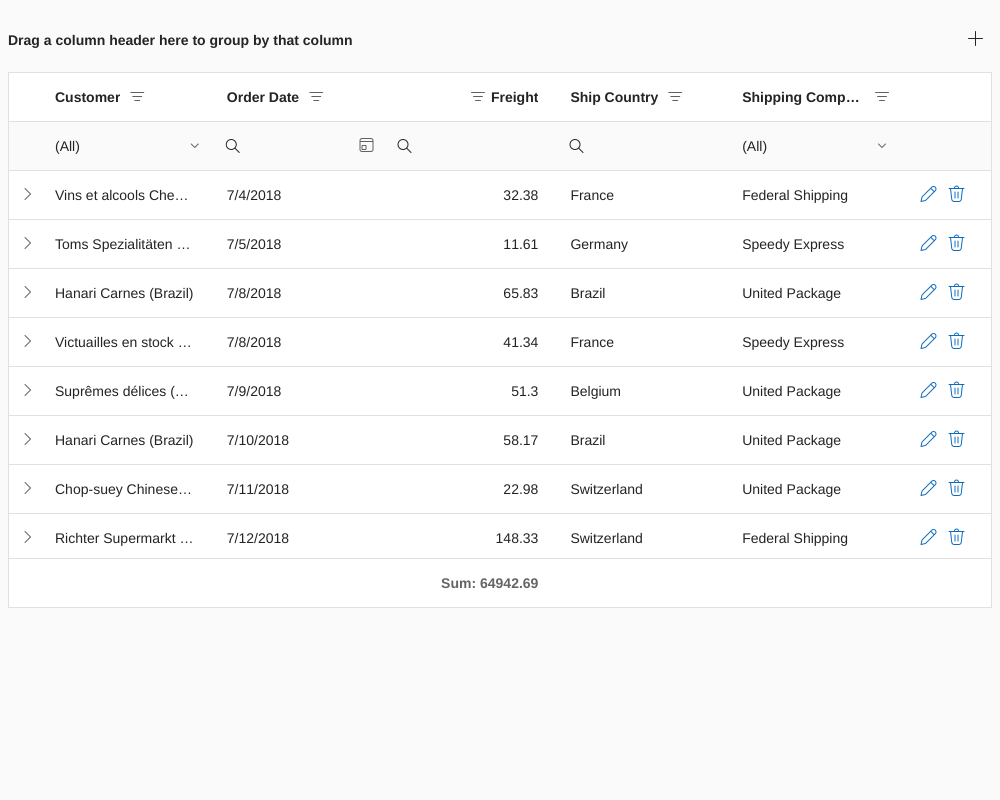 Drag a column header here to group by that column
Customer Order Date Freight Ship Country Shipping Comp...
(All) (All)
Vins et alcools Che... 7/4/2018 32.38 France Federal Shipping
Toms Spezialitäten ... 7/5/2018 11.61 Germany Speedy Express
Hanari Carnes (Brazil) 7/8/2018 65.83 Brazil United Package
Victuailles en stock ... 7/8/2018 41.34 France Speedy Express
Suprêmes délices (... 7/9/2018 51.3 Belgium United Package
Hanari Carnes (Brazil) 7/10/2018 58.17 Brazil United Package
Chop-suey Chinese... 7/11/2018 22.98 Switzerland United Package
Richter Supermarkt ... 7/12/2018 148.33 Switzerland Federal Shipping
Sum: 64942.69